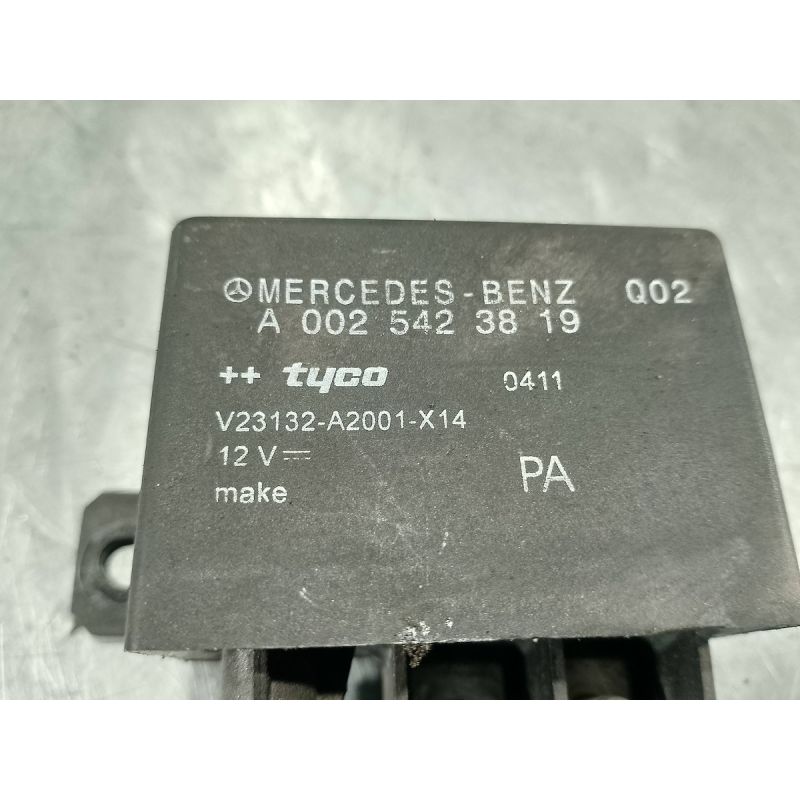 MERCEDES-BENZ Q02
A 002 542 38 19
++ tyco 0411
V23132-A2001-X14
12 V
PA
make